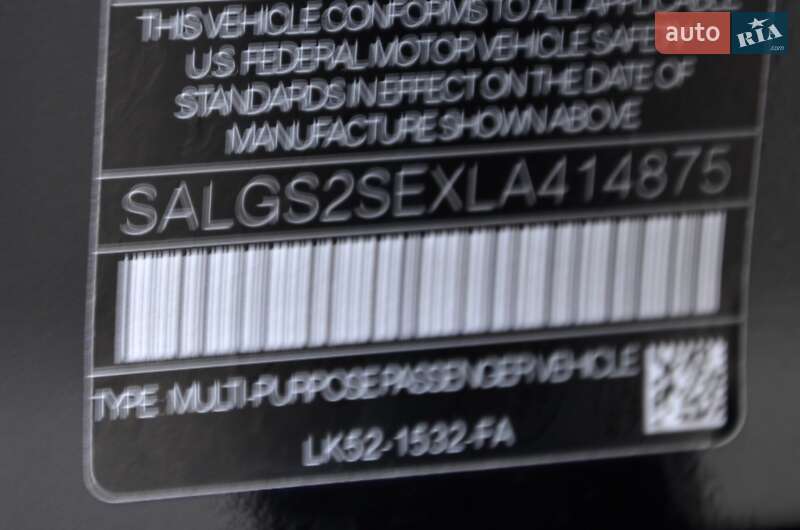 auto RIA.com
THIS VEHICLE CONFORMS TO ALL APPLICABLE
U.S. FEDERAL MOTOR VEHICLE SAFETY
STANDARDS IN EFFECT ON THE DATE OF
MANUFACTURE SHOWN ABOVE
SALGS2SEXLA414875
TYPE: MULTI-PURPOSE PASSENGER VEHICLE
LK52-1532-FA